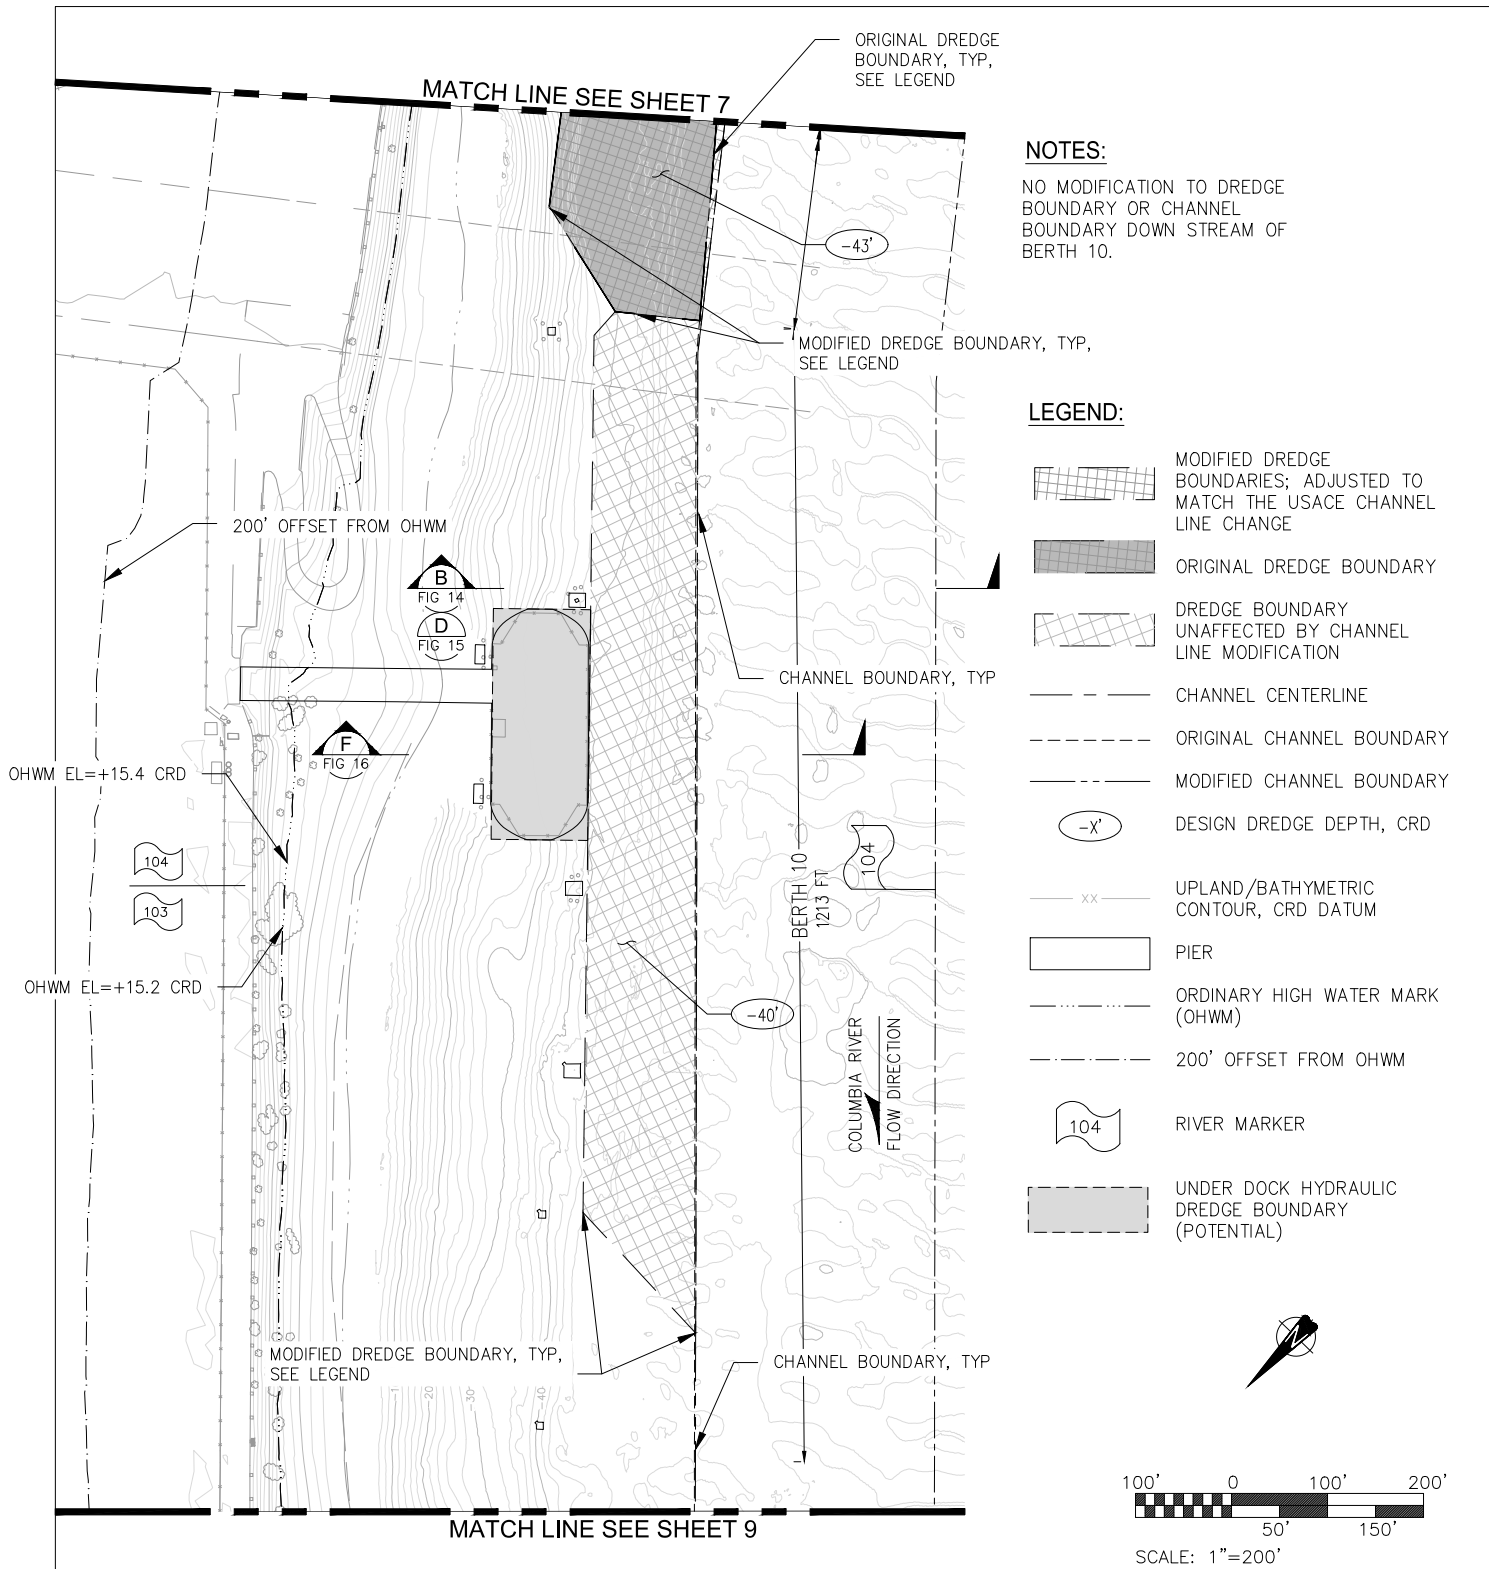 ORIGINAL DREDGE
BOUNDARY, TYP,
SEE LEGEND
MATCH LINE SEE SHEET 7
-43'
MODIFIED DREDGE BOUNDARY, TYP,
SEE LEGEND
200' OFFSET FROM OHWM
B
FIG 14
D
FIG 15
F
FIG 16
CHANNEL BOUNDARY, TYP
OHWM EL=+15.4 CRD
104
103
OHWM EL=+15.2 CRD
BERTH 10
1213 FT
104
-40'
COLUMBIA RIVER
FLOW DIRECTION
MODIFIED DREDGE BOUNDARY, TYP,
SEE LEGEND
CHANNEL BOUNDARY, TYP
-20
-30
-40
MATCH LINE SEE SHEET 9
NOTES:
NO MODIFICATION TO DREDGE
BOUNDARY OR CHANNEL
BOUNDARY DOWN STREAM OF
BERTH 10.
LEGEND:
MODIFIED DREDGE
BOUNDARIES; ADJUSTED TO
MATCH THE USACE CHANNEL
LINE CHANGE
ORIGINAL DREDGE BOUNDARY
DREDGE BOUNDARY
UNAFFECTED BY CHANNEL
LINE MODIFICATION
CHANNEL CENTERLINE
ORIGINAL CHANNEL BOUNDARY
MODIFIED CHANNEL BOUNDARY
-X'
DESIGN DREDGE DEPTH, CRD
XX
UPLAND/BATHYMETRIC
CONTOUR, CRD DATUM
PIER
ORDINARY HIGH WATER MARK
(OHWM)
200' OFFSET FROM OHWM
104
RIVER MARKER
UNDER DOCK HYDRAULIC
DREDGE BOUNDARY
(POTENTIAL)
N
100' 0 100' 200'
50' 150'
SCALE: 1"=200'